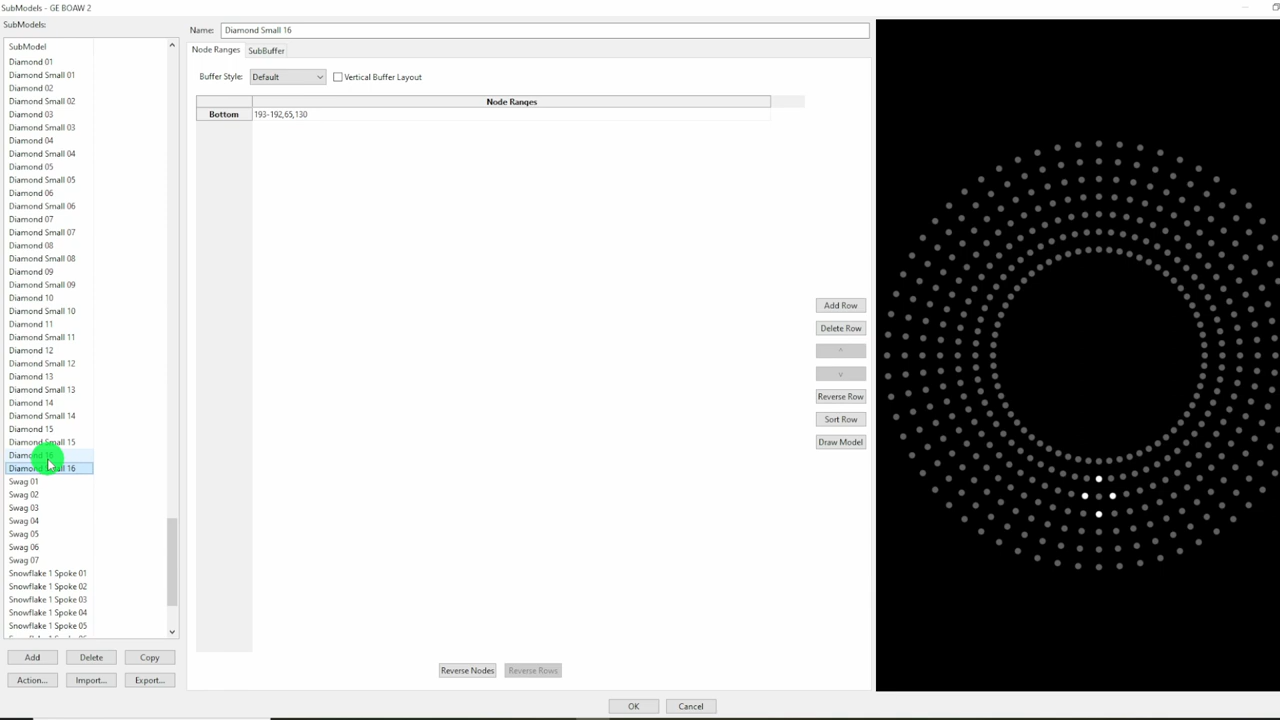 SubModels - GE BOAW 2
SubModels:
SubModel
Diamond 01
Diamond Small 01
Diamond 02
Diamond Small 02
Diamond 03
Diamond Small 03
Diamond 04
Diamond Small 04
Diamond 05
Diamond Small 05
Diamond 06
Diamond Small 06
Diamond 07
Diamond Small 07
Diamond 08
Diamond Small 08
Diamond 09
Diamond Small 09
Diamond 10
Diamond Small 10
Diamond 11
Diamond Small 11
Diamond 12
Diamond Small 12
Diamond 13
Diamond Small 13
Diamond 14
Diamond Small 14
Diamond 15
Diamond Small 15
Diamond 16
Diamond Small 16
Swag 01
Swag 02
Swag 03
Swag 04
Swag 05
Swag 06
Swag 07
Snowflake 1 Spoke 01
Snowflake 1 Spoke 02
Snowflake 1 Spoke 03
Snowflake 1 Spoke 04
Snowflake 1 Spoke 05
Add Delete Copy
Action... Import... Export...
Name: Diamond Small 16
Node Ranges SubBuffer
Buffer Style: Default Vertical Buffer Layout
Node Ranges
Bottom 193-192,65,130
Add Row
Delete Row
^
v
Reverse Row
Sort Row
Draw Model
Reverse Nodes Reverse Rows
OK Cancel